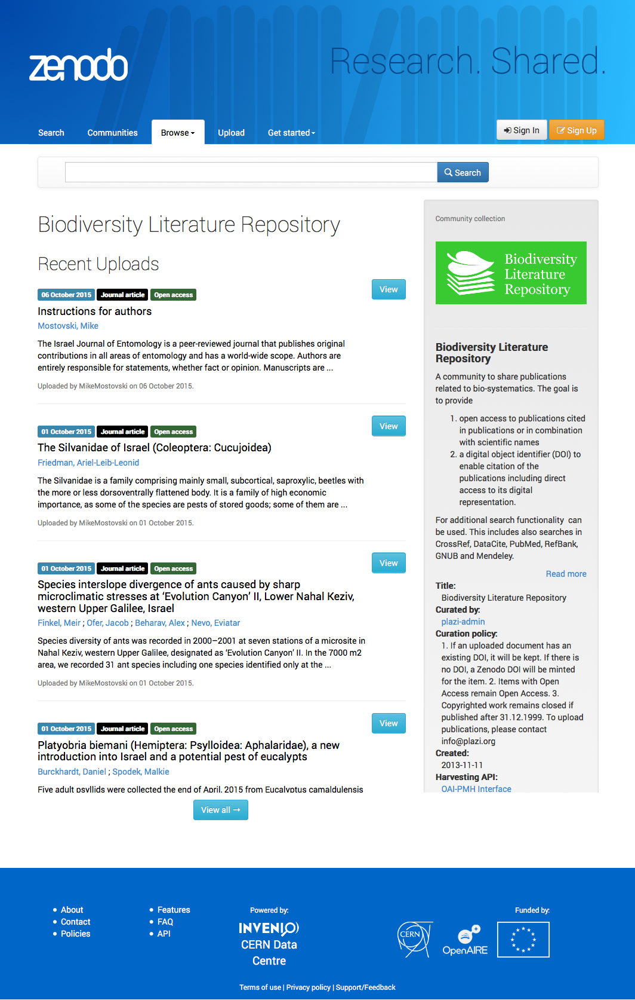 zenodo
Research. Shared.
Search
Communities
Browse
Upload
Get started
Sign In
Sign Up
Search
Biodiversity Literature Repository
Recent Uploads
06 October 2015 Journal article Open access
View
Instructions for authors
Mostovski, Mike
The Israel Journal of Entomology is a peer-reviewed journal that publishes original
contributions in all areas of entomology and has a world-wide scope. Authors are
entirely responsible for statements, whether fact or opinion. Manuscripts are ...
Uploaded by MikeMostovski on 06 October 2015.
01 October 2015 Journal article Open access
View
The Silvanidae of Israel (Coleoptera: Cucujoidea)
Friedman, Ariel-Leib-Leonid
The Silvanidae is a family comprising mainly small, subcortical, saproxylic, beetles with
the more or less dorsoventrally flattened body. It is a family of high economic
importance, as some of the species are pests of stored goods; some of them are ...
Uploaded by MikeMostovski on 01 October 2015.
01 October 2015 Journal article Open access
View
Species interslope divergence of ants caused by sharp
microclimatic stresses at ‘Evolution Canyon’ II, Lower Nahal Keziv,
western Upper Galilee, Israel
Finkel, Meir ; Ofer, Jacob ; Beharav, Alex ; Nevo, Eviatar
Species diversity of ants was recorded in 2000–2001 at seven stations of a microsite in
Nahal Keziv, western Upper Galilee, designated as ‘Evolution Canyon’ II. In the 7000 m2
area, we recorded 31 ant species including one species identified only at the ...
Uploaded by MikeMostovski on 01 October 2015.
01 October 2015 Journal article Open access
View
Platyobria biemani (Hemiptera: Psylloidea: Aphalaridae), a new
introduction into Israel and a potential pest of eucalypts
Burckhardt, Daniel ; Spodek, Malkie
Five adult psyllids were collected the end of April, 2015 from Eucalyptus camaldulensis
View all →
Community collection
Biodiversity
Literature
Repository
Biodiversity Literature
Repository
A community to share publications
related to bio-systematics. The goal is
to provide
1. open access to publications cited
in publications or in combination
with scientific names
2. a digital object identifier (DOI) to
enable citation of the
publications including direct
access to its digital
representation.
For additional search functionality can
be used. This includes also searches in
CrossRef, DataCite, PubMed, RefBank,
GNUB and Mendeley.
Read more
Title:
Biodiversity Literature Repository
Curated by:
plazi-admin
Curation policy:
1. If an uploaded document has an
existing DOI, it will be kept. If there is
no DOI, a Zenodo DOI will be minted
for the item. 2. Items with Open
Access remain Open Access. 3.
Copyrighted work remains closed if
published after 31.12.1999. To upload
publications, please contact
info@plazi.org
Created:
2013-11-11
Harvesting API:
OAI-PMH Interface
About
Contact
Policies
Features
FAQ
API
Powered by:
INVENIO
CERN Data
Centre
Funded by:
CERN
OpenAIRE
Terms of use | Privacy policy | Support/Feedback